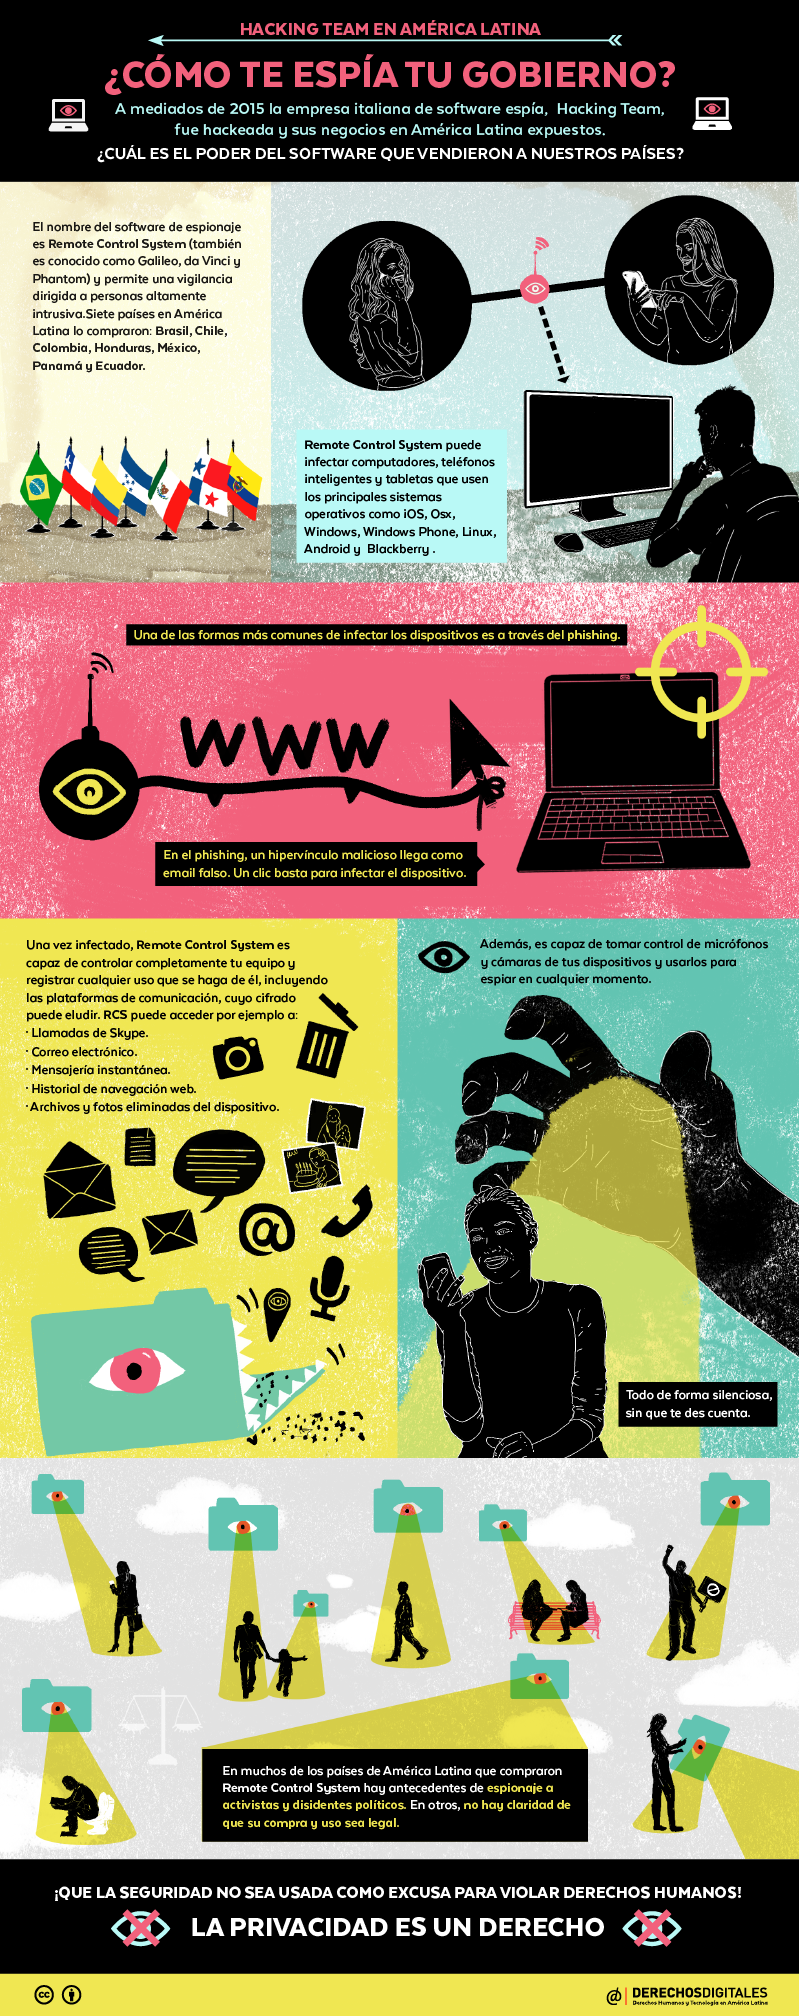 HACKING TEAM EN AMÉRICA LATINA
¿CÓMO TE ESPÍA TU GOBIERNO?
A mediados de 2015 la empresa italiana de software espía, Hacking Team,
fue hackeada y sus negocios en América Latina expuestos.
¿CUÁL ES EL PODER DEL SOFTWARE QUE VENDIERON A NUESTROS PAÍSES?
El nombre del software de espionaje
es Remote Control System (también
es conocido como Galileo, da Vinci y
Phantom) y permite una vigilancia
dirigida a personas altamente
intrusiva.Siete países en América
Latina lo compraron: Brasil, Chile,
Colombia, Honduras, México,
Panamá y Ecuador.
Remote Control System puede
infectar computadores, teléfonos
inteligentes y tabletas que usen
los principales sistemas
operativos como iOS, Osx,
Windows, Windows Phone, Linux,
Android y Blackberry .
Una de las formas más comunes de infectar los dispositivos es a través del phishing.
WWW
En el phishing, un hipervínculo malicioso llega como
email falso. Un clic basta para infectar el dispositivo.
Una vez infectado, Remote Control System es
capaz de controlar completamente tu equipo y
registrar cualquier uso que se haga de él, incluyendo
las plataformas de comunicación, cuyo cifrado
puede eludir. RCS puede acceder por ejemplo a:
· Llamadas de Skype.
· Correo electrónico.
· Mensajería instantánea.
· Historial de navegación web.
· Archivos y fotos eliminadas del dispositivo.
@
Además, es capaz de tomar control de micrófonos
y cámaras de tus dispositivos y usarlos para
espiar en cualquier momento.
Todo de forma silenciosa,
sin que te des cuenta.
En muchos de los países de América Latina que compraron
Remote Control System hay antecedentes de espionaje a
activistas y disidentes políticos. En otros, no hay claridad de
que su compra y uso sea legal.
¡QUE LA SEGURIDAD NO SEA USADA COMO EXCUSA PARA VIOLAR DERECHOS HUMANOS!
LA PRIVACIDAD ES UN DERECHO
cc
@ | DERECHOSDIGITALES
Derechos Humanos y Tecnología en América Latina